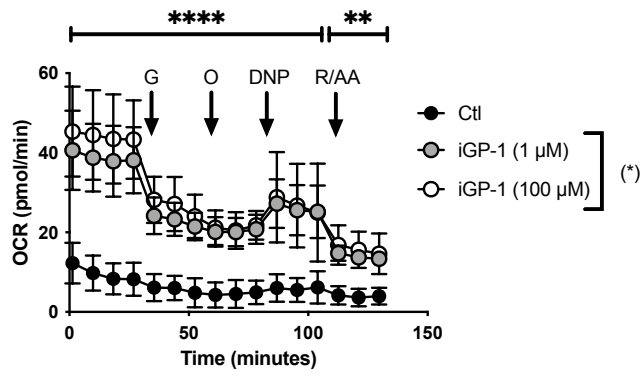 **** **
G O DNP R/AA
60
40
20
0
0 50 100 150
OCR (pmol/min)
Time (minutes)
Ctl
iGP-1 (1 µM)
iGP-1 (100 µM)
(*)